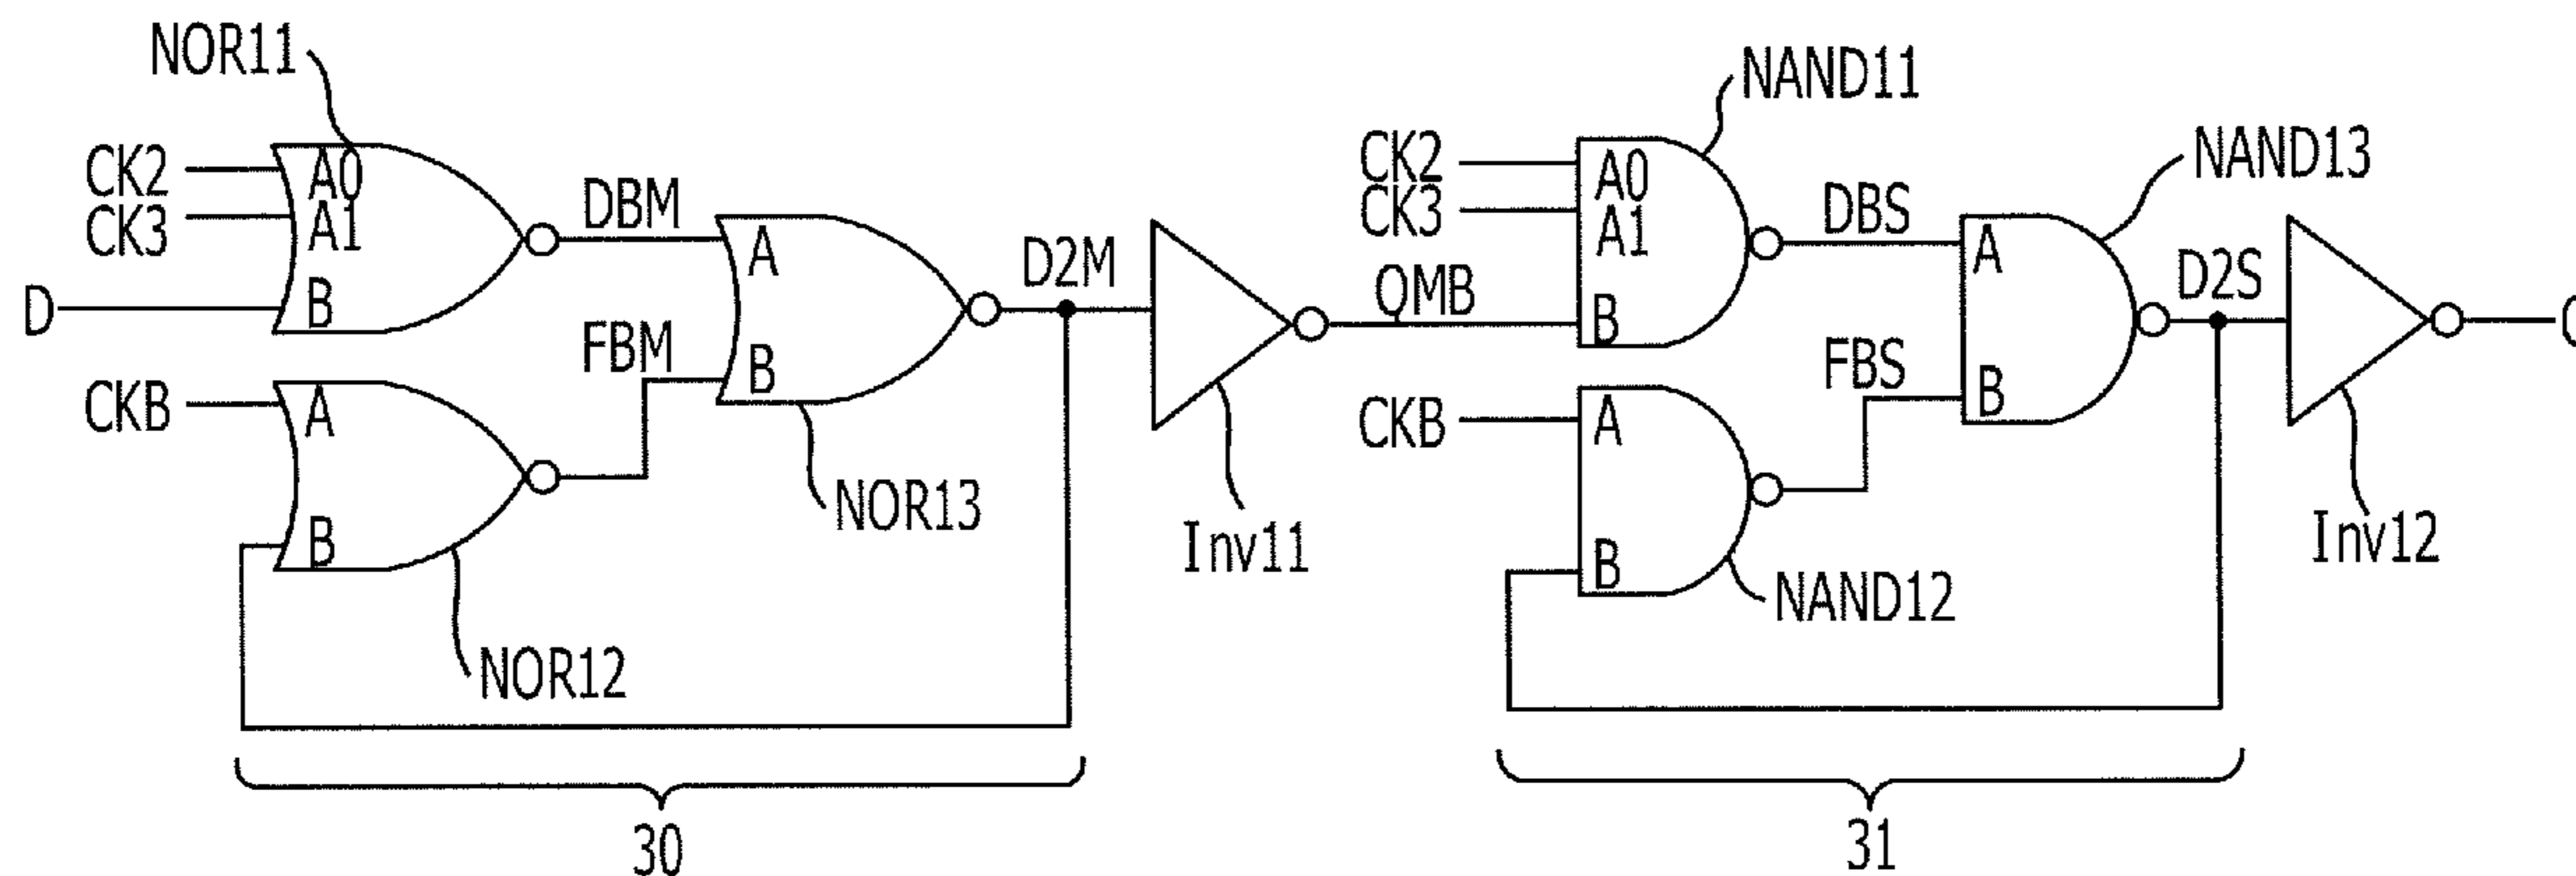 NOR11
CK2
CK3
D
A0
A1
B
DBM
CKB
A
B
FBM
NOR12
A
B
NOR13
D2M
Inv11
QMB
NAND11
CK2
CK3
A0
A1
B
DBS
CKB
A
B
FBS
NAND12
NAND13
A
B
D2S
Inv12
30
31